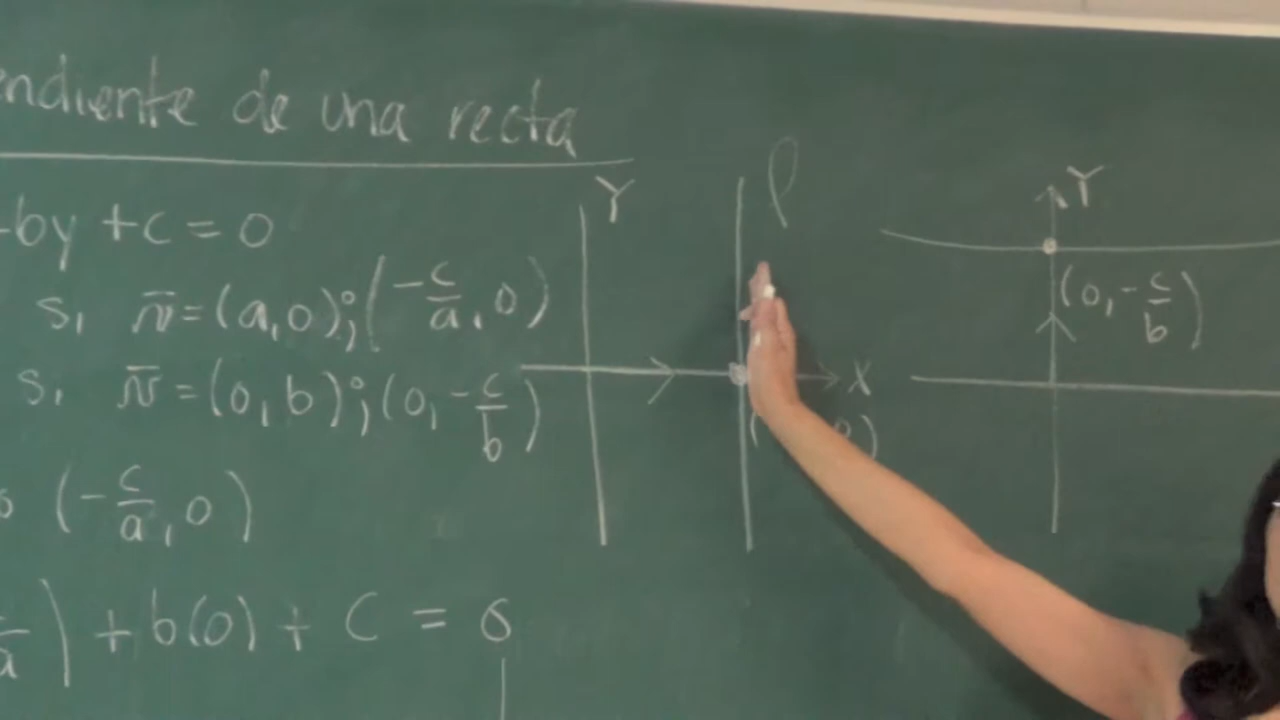 endiente de una recta
by + c = 0
Si n̄ = (a, 0); (-c/a, 0)
Si n̄ = (0, b); (0, -c/b)
(-c/a, 0)
) + b(0) + C = 0
Y
l
X
Y
(0, -c/b)